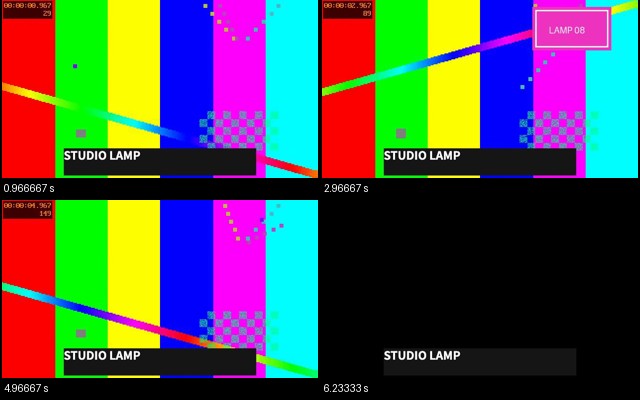 00:00:00.967
29
STUDIO LAMP
0.966667 s
00:00:02.967
89
LAMP 08
STUDIO LAMP
2.96667 s
00:00:04.967
149
STUDIO LAMP
4.96667 s
STUDIO LAMP
6.23333 s